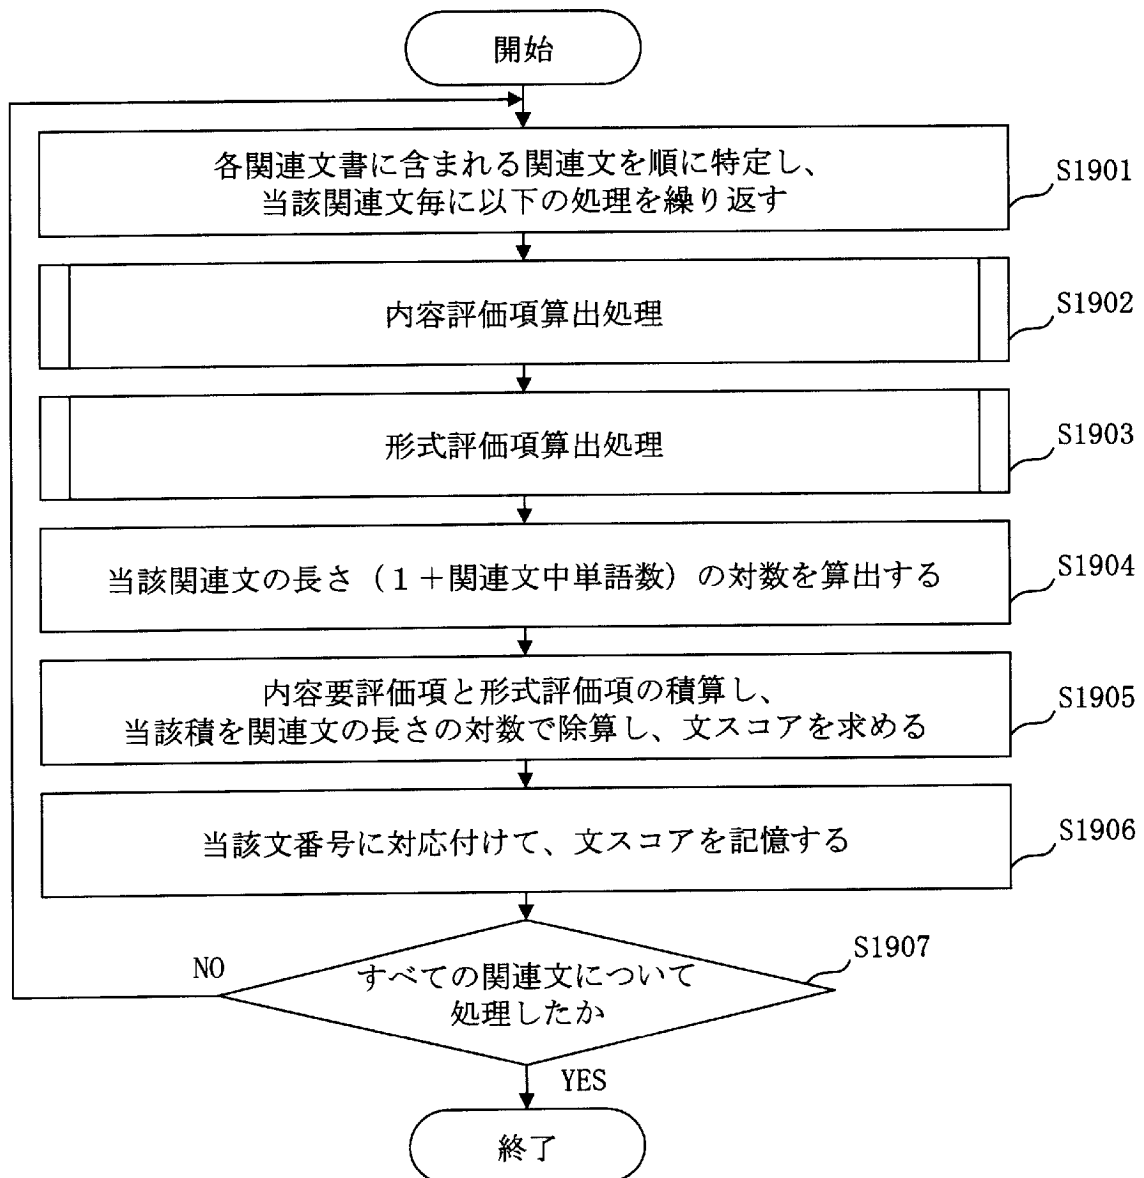 開始
各関連文書に含まれる関連文を順に特定し、
当該関連文毎に以下の処理を繰り返す
S1901
内容評価項算出処理
S1902
形式評価項算出処理
S1903
当該関連文の長さ(1+関連文中単語数)の対数を算出する
S1904
内容要評価項と形式評価項の積算し、
当該積を関連文の長さの対数で除算し、文スコアを求める
S1905
当該文番号に対応付けて、文スコアを記憶する
S1906
すべての関連文について
処理したか
S1907
NO
YES
終了